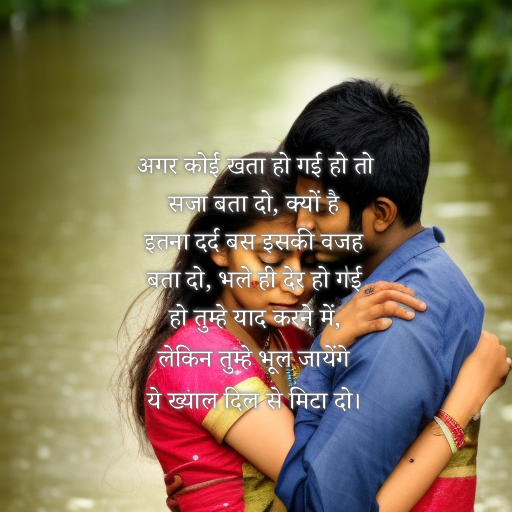 अगर कोई खता हो गई हो तो
सजा बता दो, क्यों है
इतना दर्द बस इसकी वजह
बता दो, भले ही देर हो गई
हो तुम्हे याद करने में,
लेकिन तुम्हे भूल जायेंगे
ये ख्याल दिल से मिटा दो।